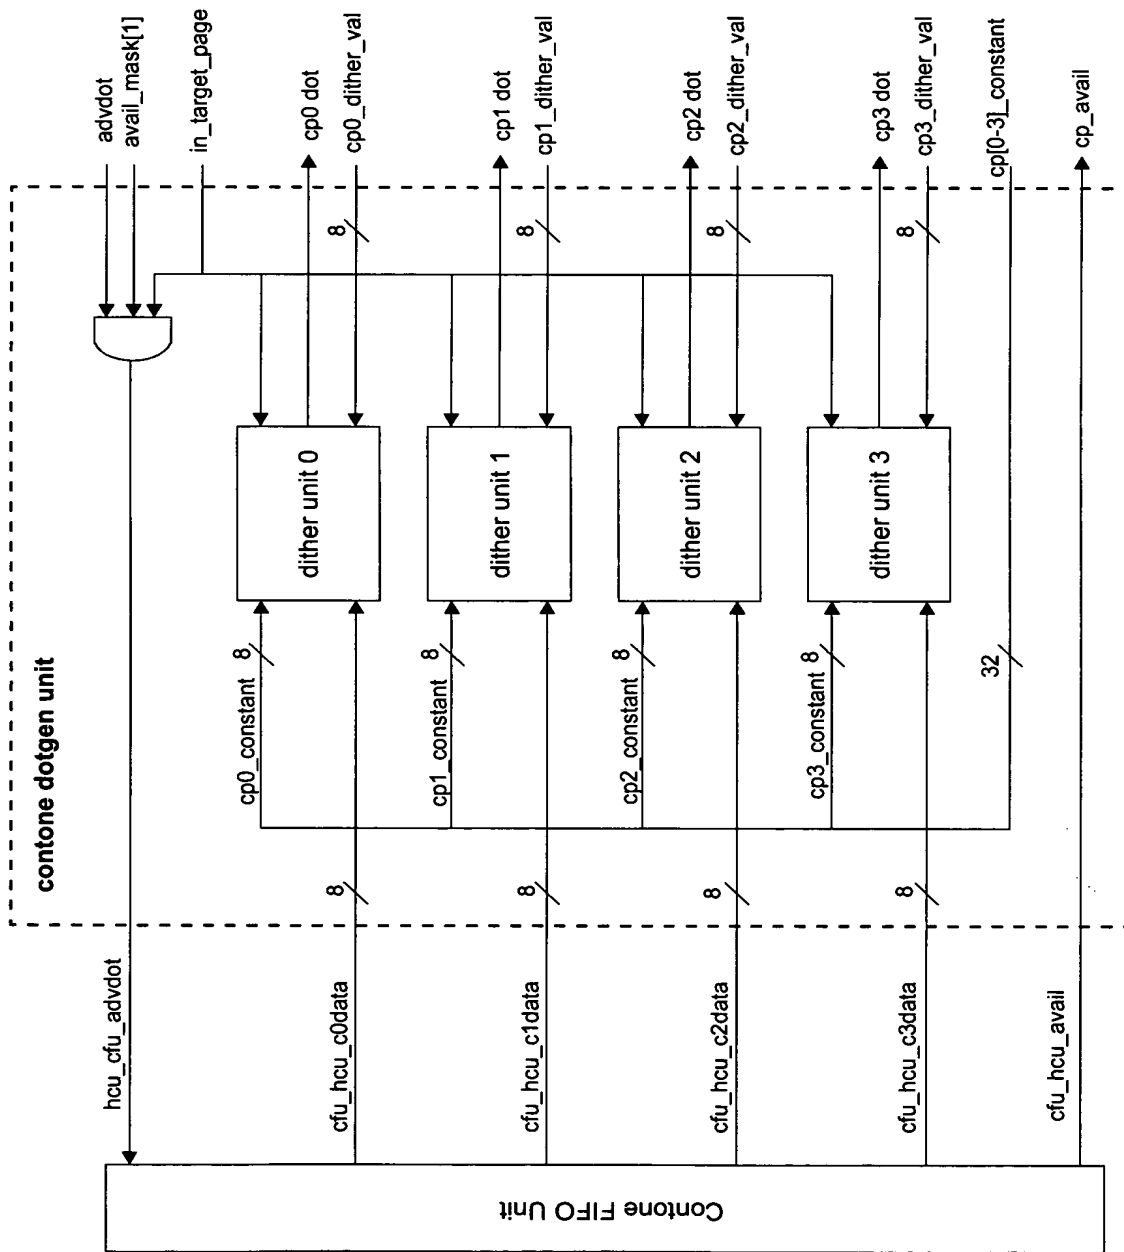 contone dotgen unit
advdot
avail_mask[1]
in_target_page
cp0 dot
cp0_dither_val
cp1 dot
cp1_dither_val
cp2 dot
cp2_dither_val
cp3 dot
cp3_dither_val
cp[0-3]_constant
cp_avail
8
8
8
8
dither unit 0
dither unit 1
dither unit 2
dither unit 3
8
8
8
8
32
cp0_constant
cp1_constant
cp2_constant
cp3_constant
8
8
8
8
hcu_cfu_advdot
cfu_hcu_c0data
cfu_hcu_c1data
cfu_hcu_c2data
cfu_hcu_c3data
cfu_hcu_avail
Contone FIFO Unit